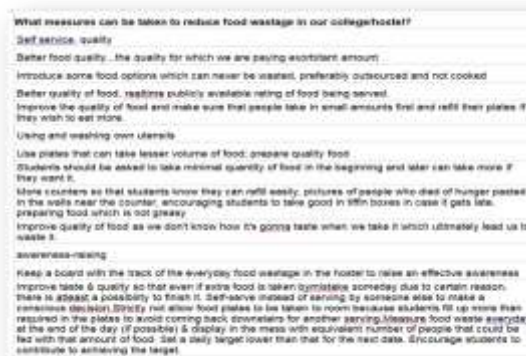 What measures can be taken to reduce food wastage in our college/hostel?
Self service, quality
Better food quality...the quality for which we are paying exorbitant amount
Introduce some food options which can never be wasted, preferably outsourced and not cooked
Better quality of food, realtime publicly available rating of food being served.
Improve the quality of food and make sure that people take in small amounts first and refill their plates if
they wish to eat more.
Using and washing own utensils
Use plates that can take lesser volume of food; prepare quality food
Students should be asked to take minimal quantity of food in the beginning and later can take more if
they want it.
More counters so that students know they can refill easily, pictures of people who died of hunger pasted
in the walls near the counter, encouraging students to take good in tiffin boxes in case it gets late,
preparing food which is not greasy
Improve quality of food as we don't know how it's gonna taste when we take it which ultimately lead us to
waste it.
awareness-raising
Keep a board with the track of the everyday food wastage in the hostel to raise an effective awareness
Improve taste & quality so that even if extra food is taken bymistake someday due to certain reason,
there is atleast a possibility to finish it. Self-serve instead of serving by someone else to make a
conscious decision.Strictly not allow food plates to be taken to room because students fill up more than
required in the plates to avoid coming back downstairs for another serving.Measure food waste everyday
at the end of the day (if possible) & display in the mess with equivalent number of people that could be
fed with that amount of food. Set a daily target lower than that for the next date. Encourage students to
contribute to achieving the target.